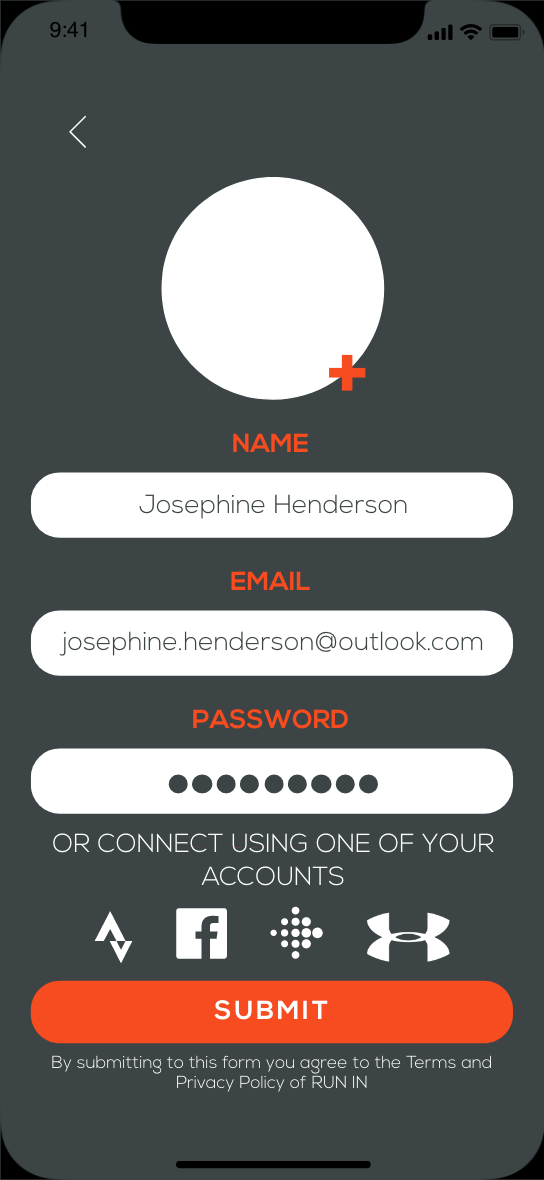 9:41
NAME
Josephine Henderson
EMAIL
josephine.henderson@outlook.com
PASSWORD
OR CONNECT USING ONE OF YOUR
ACCOUNTS
SUBMIT
By submitting to this form you agree to the Terms and
Privacy Policy of RUN IN